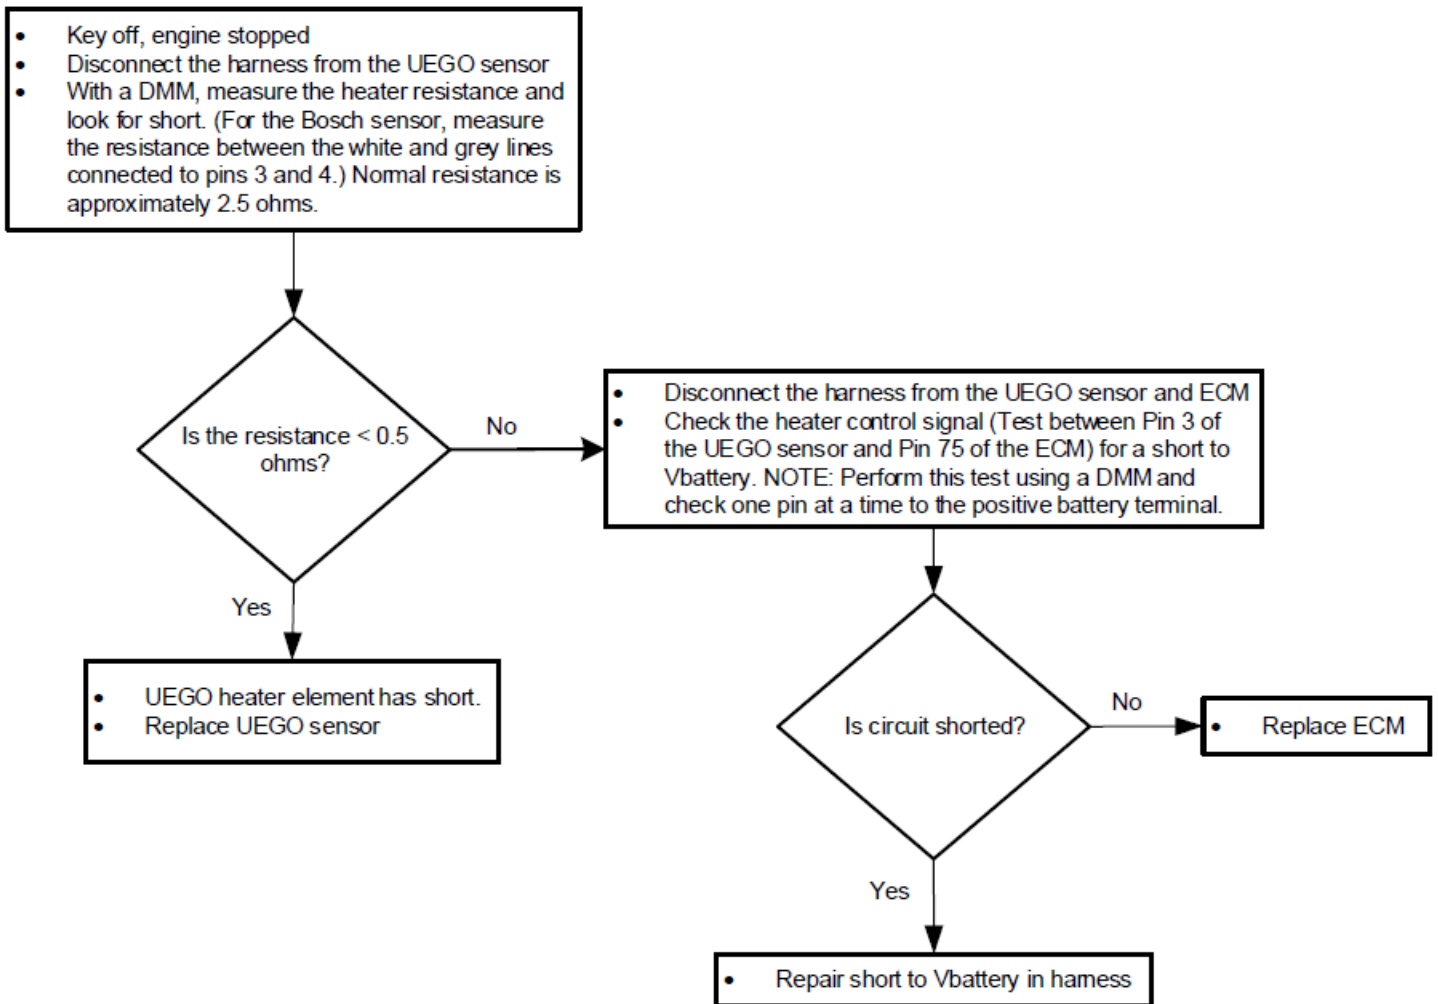 • Key off, engine stopped
• Disconnect the harness from the UEGO sensor
• With a DMM, measure the heater resistance and
look for short. (For the Bosch sensor, measure
the resistance between the white and grey lines
connected to pins 3 and 4.) Normal resistance is
approximately 2.5 ohms.
Is the resistance < 0.5
ohms?
No
• Disconnect the harness from the UEGO sensor and ECM
• Check the heater control signal (Test between Pin 3 of
the UEGO sensor and Pin 75 of the ECM) for a short to
Vbattery. NOTE: Perform this test using a DMM and
check one pin at a time to the positive battery terminal.
Yes
• UEGO heater element has short.
• Replace UEGO sensor
Is circuit shorted?
No
• Replace ECM
Yes
• Repair short to Vbattery in harness